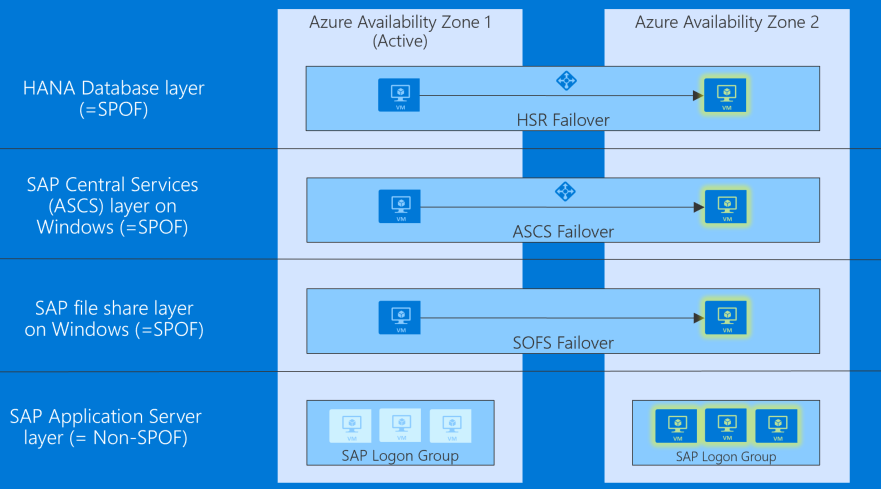 Azure Availability Zone 1
(Active)
Azure Availability Zone 2
HANA Database layer
(=SPOF)
VM
VM
HSR Failover
SAP Central Services
(ASCS) layer on
Windows (=SPOF)
VM
VM
ASCS Failover
SAP file share layer
on Windows (=SPOF)
VM
VM
SOFS Failover
SAP Application Server
layer (= Non-SPOF)
VM VM VM
SAP Logon Group
VM VM VM
SAP Logon Group